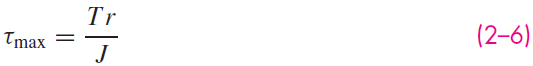 τmax = Tr / J (2–6)